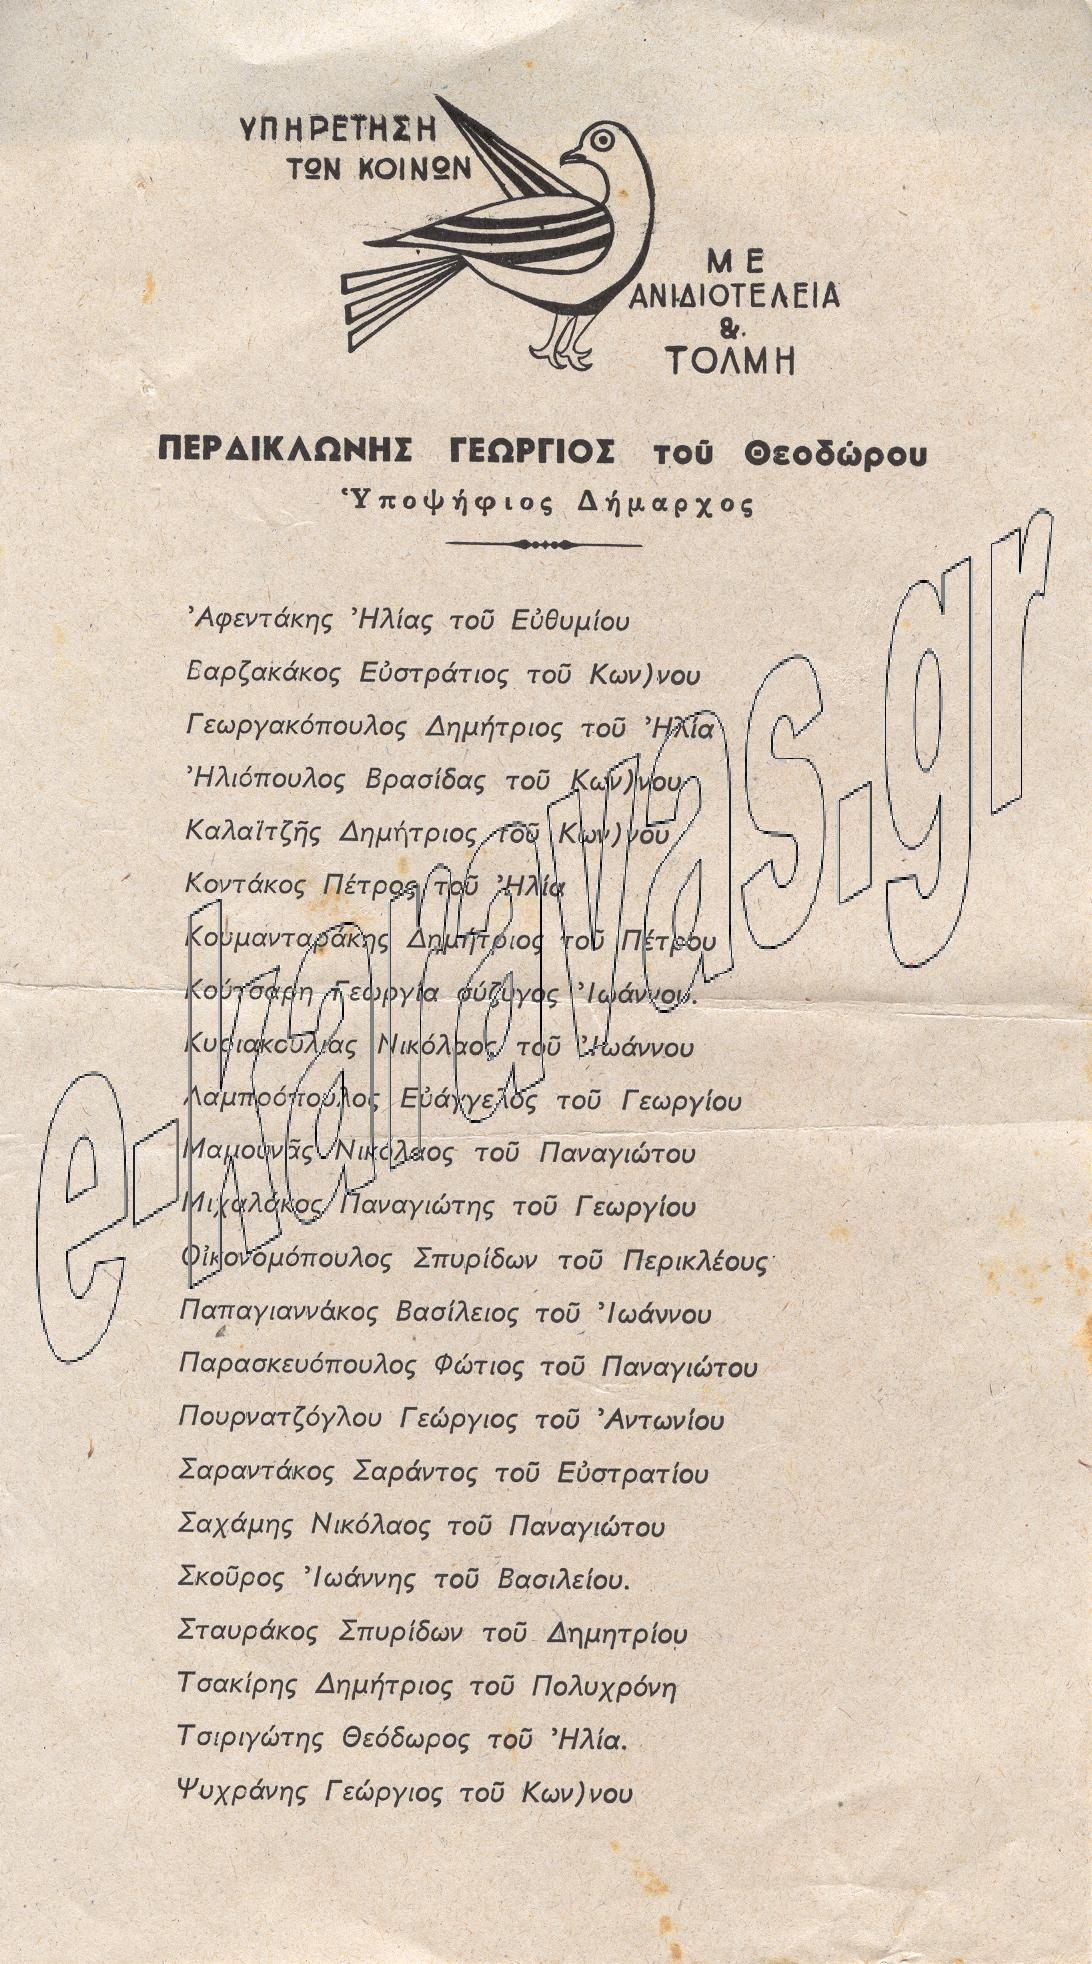 ΥΠΗΡΕΤΗΣΗ
ΤΩΝ ΚΟΙΝΩΝ
ΜΕ
ΑΝΙΔΙΟΤΕΛΕΙΑ
&.
ΤΟΛΜΗ
ΠΕΡΔΙΚΛΩΝΗΣ ΓΕΩΡΓΙΟΣ τοῦ Θεοδώρου
Ὑποψήφιος Δήμαρχος
Ἀφεντάκης Ἠλίας τοῦ Εὐθυμίου
Βαρζακάκος Εὐστράτιος τοῦ Κων)νου
Γεωργακόπουλος Δημήτριος τοῦ Ἠλία
Ἠλιόπουλος Βρασίδας τοῦ Κων)νου
Καλαϊτζῆς Δημήτριος τοῦ Κων)νου
Κοντάκος Πέτρος τοῦ Ἠλία
Κουμανταράκης Δημήτριος τοῦ Πέτρου
Κούτσαρη Γεωργία σύζυγος Ἰωάννου.
Κυριακούλιας Νικόλαος τοῦ Ἰωάννου
Λαμπρόπουλος Εὐάγγελος τοῦ Γεωργίου
Μαμουνᾶς Νικόλαος τοῦ Παναγιώτου
Μιχαλάκος Παναγιώτης τοῦ Γεωργίου
Οἰκονομόπουλος Σπυρίδων τοῦ Περικλέους
Παπαγιαννάκος Βασίλειος τοῦ Ἰωάννου
Παρασκευόπουλος Φώτιος τοῦ Παναγιώτου
Πουρνατζόγλου Γεώργιος τοῦ Ἀντωνίου
Σαραντάκος Σαράντος τοῦ Εὐστρατίου
Σαχάμης Νικόλαος τοῦ Παναγιώτου
Σκοῦρος Ἰωάννης τοῦ Βασιλείου.
Σταυράκος Σπυρίδων τοῦ Δημητρίου
Τσακίρης Δημήτριος τοῦ Πολυχρόνη
Τσιριγώτης Θεόδωρος τοῦ Ἠλία.
Ψυχράνης Γεώργιος τοῦ Κων)νου
e-karavas.gr